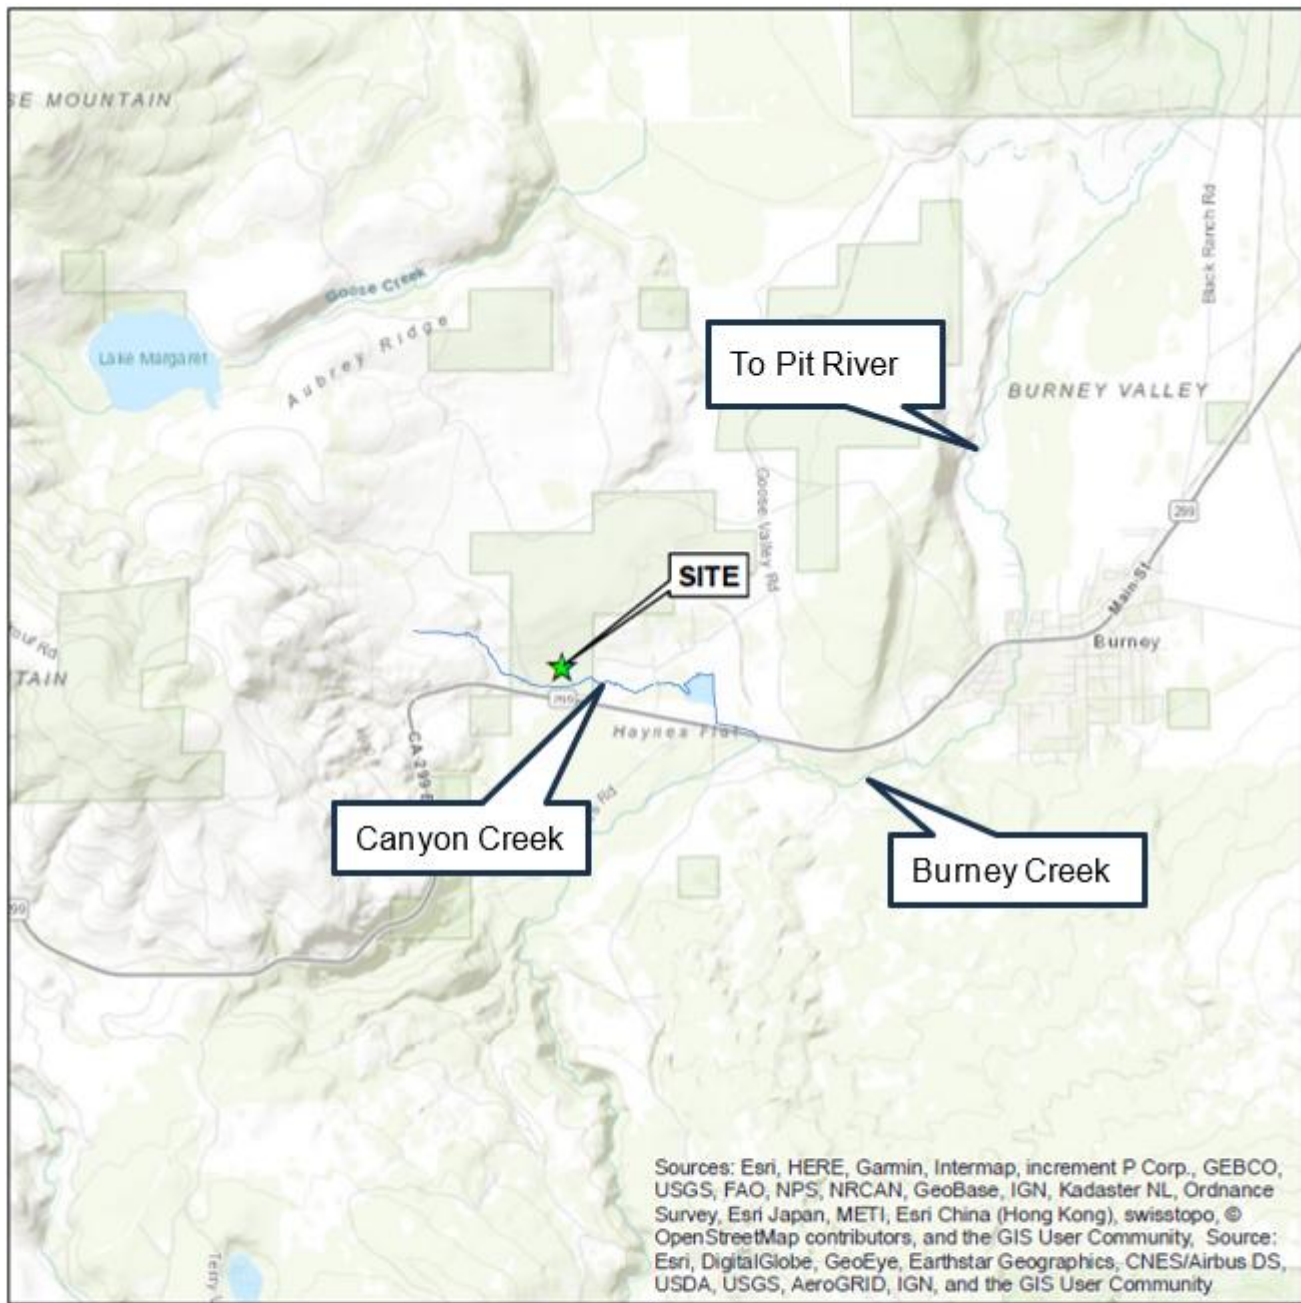 SE MOUNTAIN
Black Ranch Rd
Goose Creek
Lake Margaret
Aubrey Ridge
To Pit River
BURNEY VALLEY
Goose Valley Rd
299
SITE
Main St
Burney
TAIN
299
Haynes Flat
CA-299-E
Canyon Creek
Rd
Burney Creek
99
Terry
Sources: Esri, HERE, Garmin, Intermap, increment P Corp., GEBCO,
USGS, FAO, NPS, NRCAN, GeoBase, IGN, Kadaster NL, Ordnance
Survey, Esri Japan, METI, Esri China (Hong Kong), swisstopo, ©
OpenStreetMap contributors, and the GIS User Community, Source:
Esri, DigitalGlobe, GeoEye, Earthstar Geographics, CNES/Airbus DS,
USDA, USGS, AeroGRID, IGN, and the GIS User Community